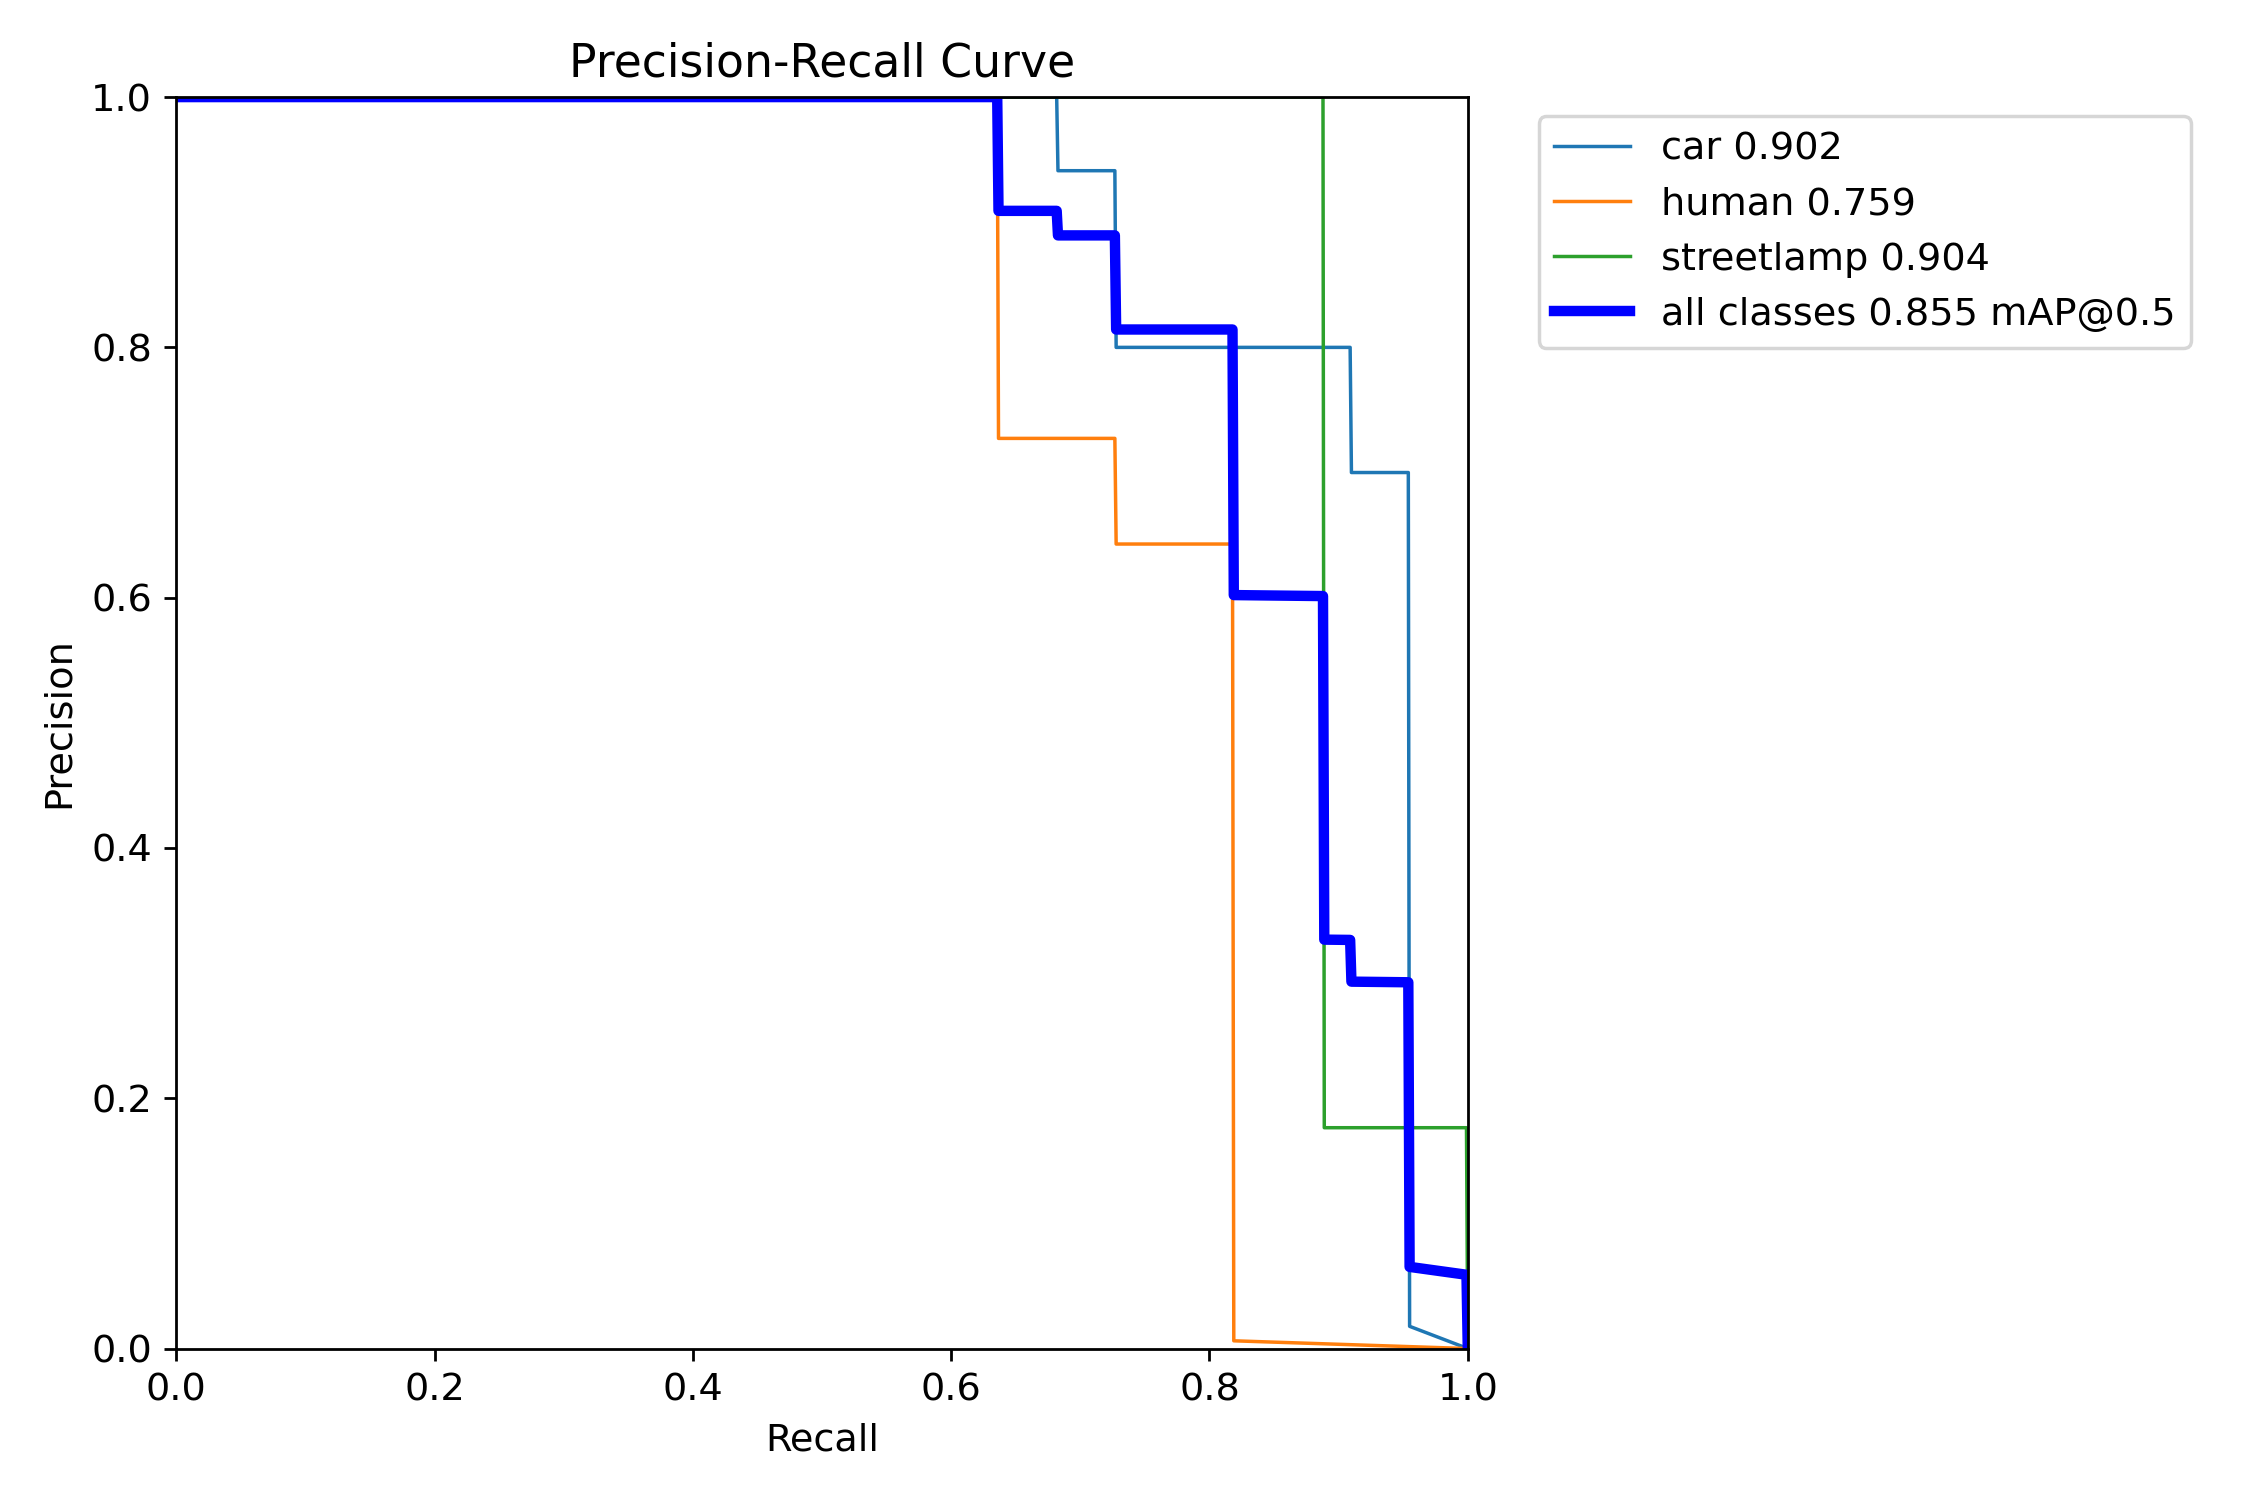 Precision-Recall Curve
1.0
0.8
0.6
0.4
0.2
0.0
Precision
0.0 0.2 0.4 0.6 0.8 1.0
Recall
car 0.902
human 0.759
streetlamp 0.904
all classes 0.855 mAP@0.5